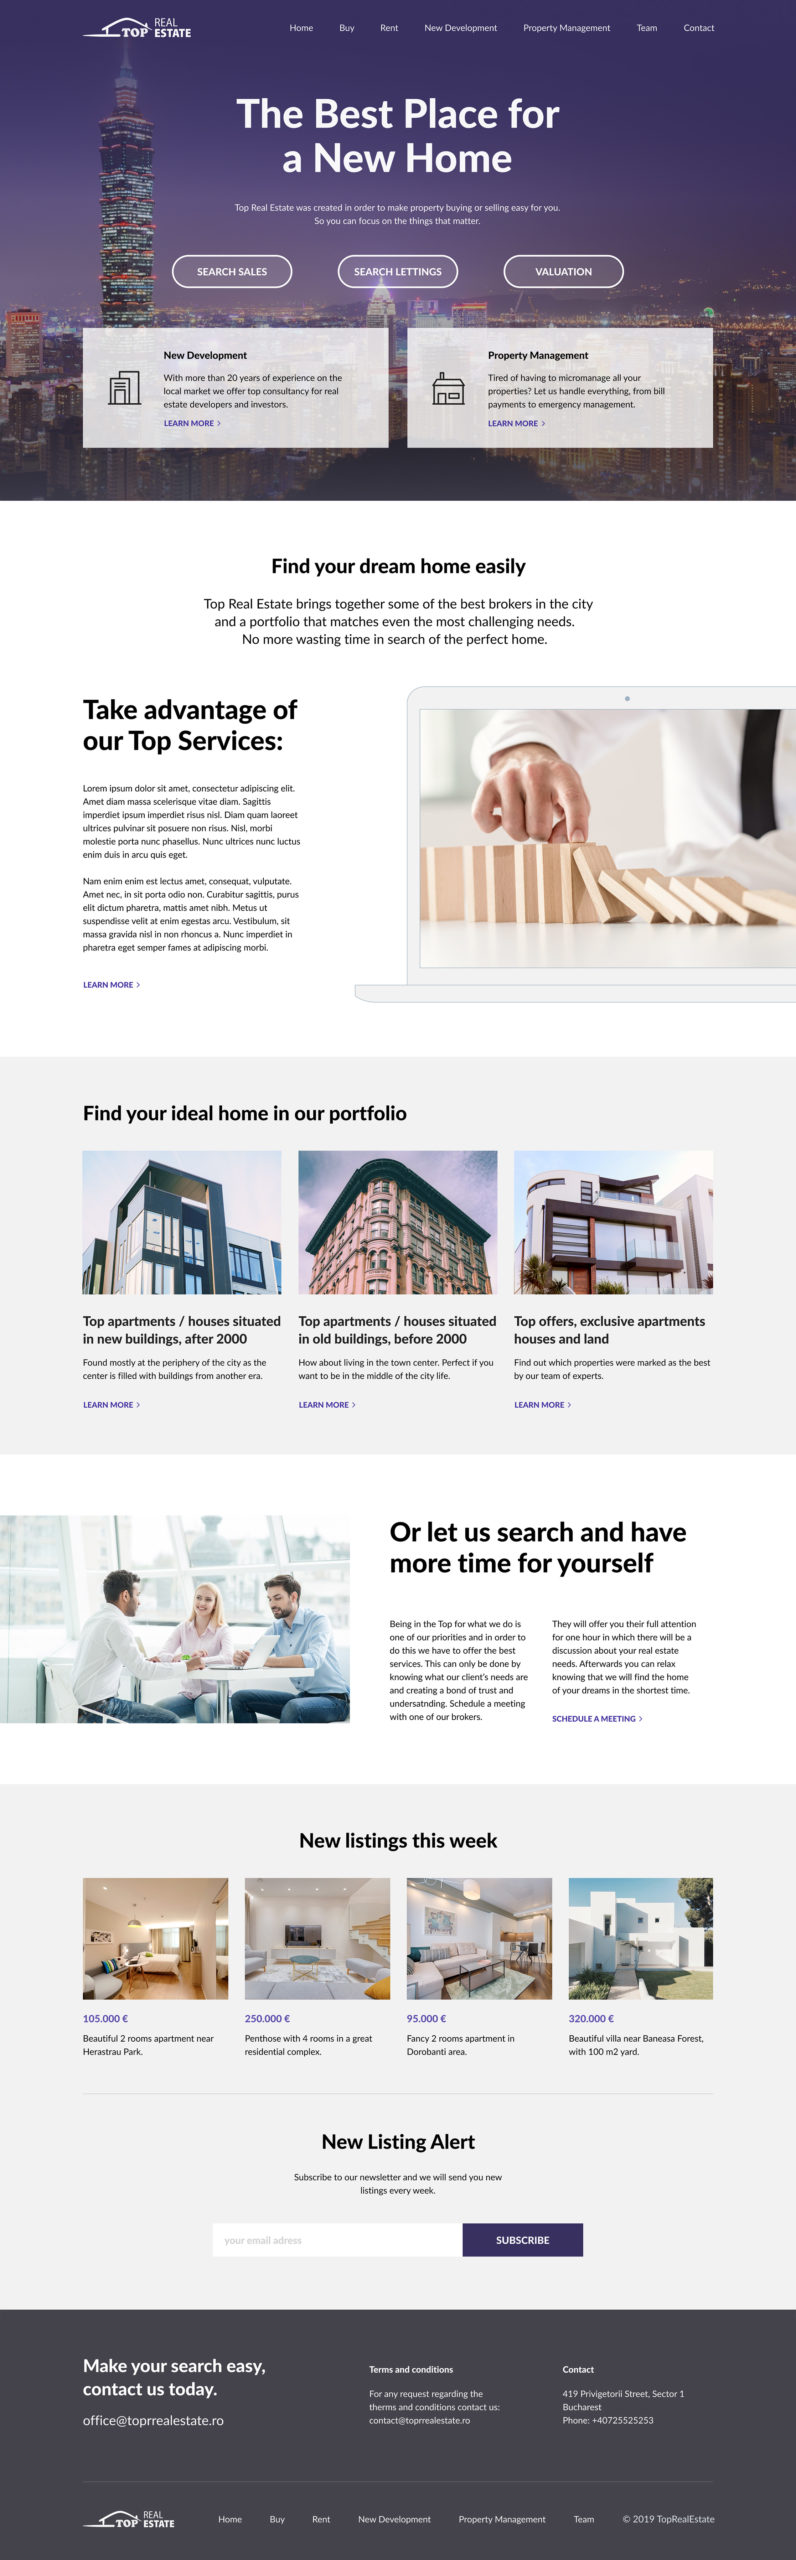 TOP REAL ESTATE
Home Buy Rent New Development Property Management Team Contact
The Best Place for
a New Home
Top Real Estate was created in order to make property buying or selling easy for you.
So you can focus on the things that matter.
SEARCH SALES SEARCH LETTINGS VALUATION
New Development
With more than 20 years of experience on the
local market we offer top consultancy for real
estate developers and investors.
LEARN MORE >
Property Management
Tired of having to micromanage all your
properties? Let us handle everything, from bill
payments to emergency management.
LEARN MORE >
Find your dream home easily
Top Real Estate brings together some of the best brokers in the city
and a portfolio that matches even the most challenging needs.
No more wasting time in search of the perfect home.
Take advantage of
our Top Services:
Lorem ipsum dolor sit amet, consectetur adipiscing elit.
Amet diam massa scelerisque vitae diam. Sagittis
imperdiet ipsum imperdiet risus nisl. Diam quam laoreet
ultrices pulvinar sit posuere non risus. Nisl, morbi
molestie porta nunc phasellus. Nunc ultrices nunc luctus
enim duis in arcu quis eget.
Nam enim enim est lectus amet, consequat, vulputate.
Amet nec, in sit porta odio non. Curabitur sagittis, purus
elit dictum pharetra, mattis amet nibh. Metus ut
suspendisse velit at enim egestas arcu. Vestibulum, sit
massa gravida nisl in non rhoncus a. Nunc imperdiet in
pharetra eget semper fames at adipiscing morbi.
LEARN MORE >
Find your ideal home in our portfolio
Top apartments / houses situated
in new buildings, after 2000
Found mostly at the periphery of the city as the
center is filled with buildings from another era.
LEARN MORE >
Top apartments / houses situated
in old buildings, before 2000
How about living in the town center. Perfect if you
want to be in the middle of the city life.
LEARN MORE >
Top offers, exclusive apartments
houses and land
Find out which properties were marked as the best
by our team of experts.
LEARN MORE >
Or let us search and have
more time for yourself
Being in the Top for what we do is
one of our priorities and in order to
do this we have to offer the best
services. This can only be done by
knowing what our client's needs are
and creating a bond of trust and
undersatnding. Schedule a meeting
with one of our brokers.
They will offer you their full attention
for one hour in which there will be a
discussion about your real estate
needs. Afterwards you can relax
knowing that we will find the home
of your dreams in the shortest time.
SCHEDULE A MEETING >
New listings this week
105.000 €
Beautiful 2 rooms apartment near
Herastrau Park.
250.000 €
Penthose with 4 rooms in a great
residential complex.
95.000 €
Fancy 2 rooms apartment in
Dorobanti area.
320.000 €
Beautiful villa near Baneasa Forest,
with 100 m2 yard.
New Listing Alert
Subscribe to our newsletter and we will send you new
listings every week.
your email adress SUBSCRIBE
Make your search easy,
contact us today.
office@toprrealestate.ro
Terms and conditions
For any request regarding the
therms and conditions contact us:
contact@toprrealestate.ro
Contact
419 Privigetorii Street, Sector 1
Bucharest
Phone: +40725525253
TOP REAL ESTATE
Home Buy Rent New Development Property Management Team © 2019 TopRealEstate